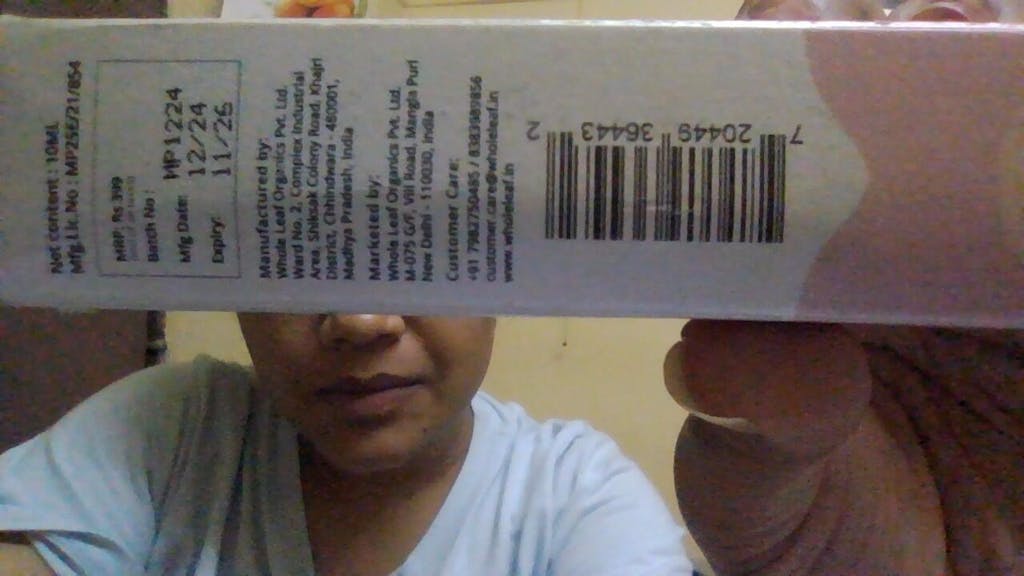 Net content : 10ML
Mfg.Lic.No : MP25E/21/854
MRP: Rs 399
Batch No : MP1224
Mfg Date: 12/24
Expiry: 11/26
Manufactured by:
Whole Leaf Organics Pvt. Ltd.
Ward No. 2, Complex Industrial
Area, Shiksak Colony Road, Khajri
District, Chhindwara - 480001,
Madhya Pradesh, India
Marketed by:
Whole Leaf Organics Pvt. Ltd.
M-075 G/F, Vill Road, Mangla Puri
New Delhi - 110030, India
Customer Care:
+91 7982750485 / 8383989856
customer.care@wholeleaf.in
www.wholeleaf.in
7 20449 36443 2